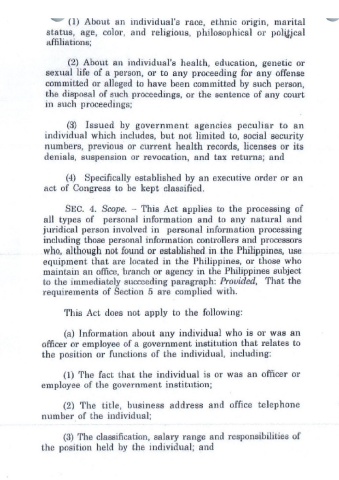 (1) About an individual's race, ethnic origin, marital
status, age, color, and religious, philosophical or political
affiliations;
(2) About an individual's health, education, genetic or
sexual life of a person, or to any proceeding for any offense
committed or alleged to have been committed by such person,
the disposal of such proceedings, or the sentence of any court
in such proceedings;
(3) Issued by government agencies peculiar to an
individual which includes, but not limited to, social security
numbers, previous or current health records, licenses or its
denials, suspension or revocation, and tax returns; and
(4) Specifically established by an executive order or an
act of Congress to be kept classified.
SEC. 4. Scope. – This Act applies to the processing of
all types of personal information and to any natural and
juridical person involved in personal information processing
including those personal information controllers and processors
who, although not found or established in the Philippines, use
equipment that are located in the Philippines, or those who
maintain an office, branch or agency in the Philippines subject
to the immediately succeeding paragraph: Provided, That the
requirements of Section 5 are complied with.
This Act does not apply to the following:
(a) Information about any individual who is or was an
officer or employee of a government institution that relates to
the position or functions of the individual, including:
(1) The fact that the individual is or was an officer or
employee of the government institution;
(2) The title, business address and office telephone
number of the individual;
(3) The classification, salary range and responsibilities of
the position held by the individual; and